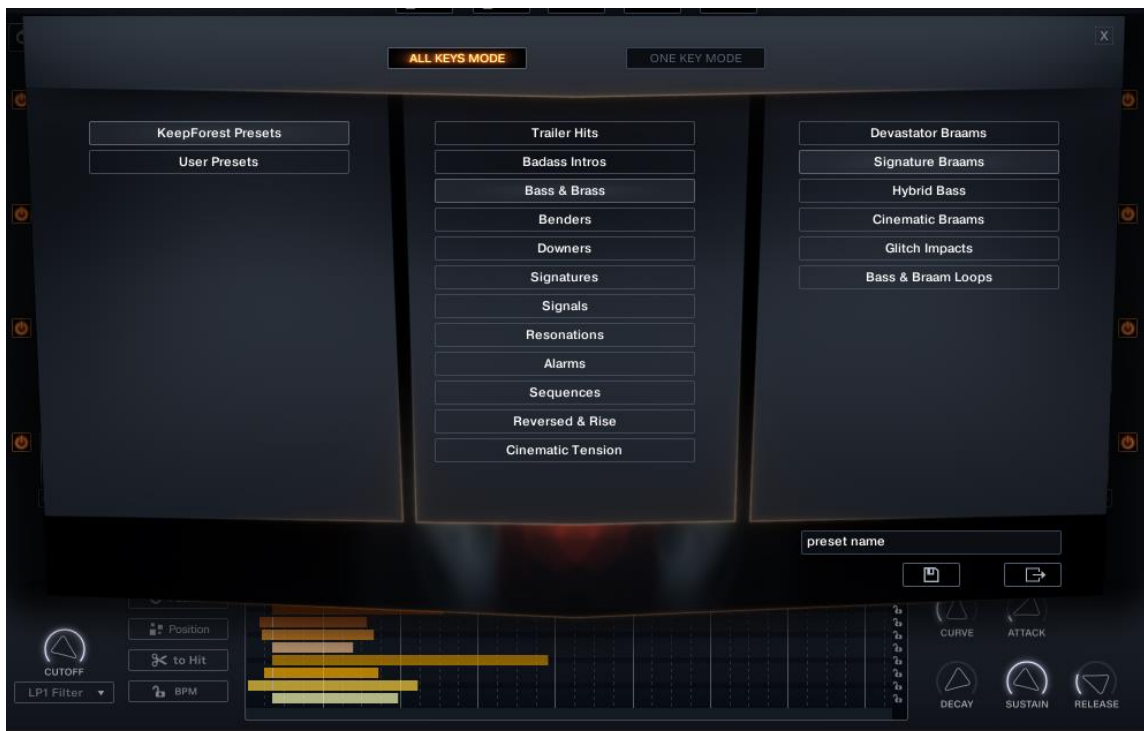 X
ALL KEYS MODE
ONE KEY MODE
KeepForest Presets
User Presets
Trailer Hits
Badass Intros
Bass & Brass
Benders
Downers
Signatures
Signals
Resonations
Alarms
Sequences
Reversed & Rise
Cinematic Tension
Devastator Braams
Signature Braams
Hybrid Bass
Cinematic Braams
Glitch Impacts
Bass & Braam Loops
preset name
Position
to Hit
BPM
CUTOFF
LP1 Filter
CURVE
ATTACK
DECAY
SUSTAIN
RELEASE